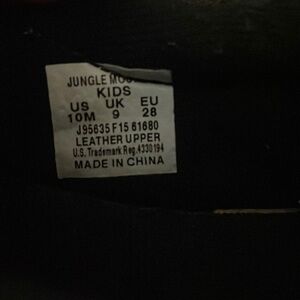 JUNGLE
KIDS
US UK EU
10M 9 28
J95635 F15 61680
LEATHER UPPER
U.S. Trademark Reg.4330194
MADE IN CHINA